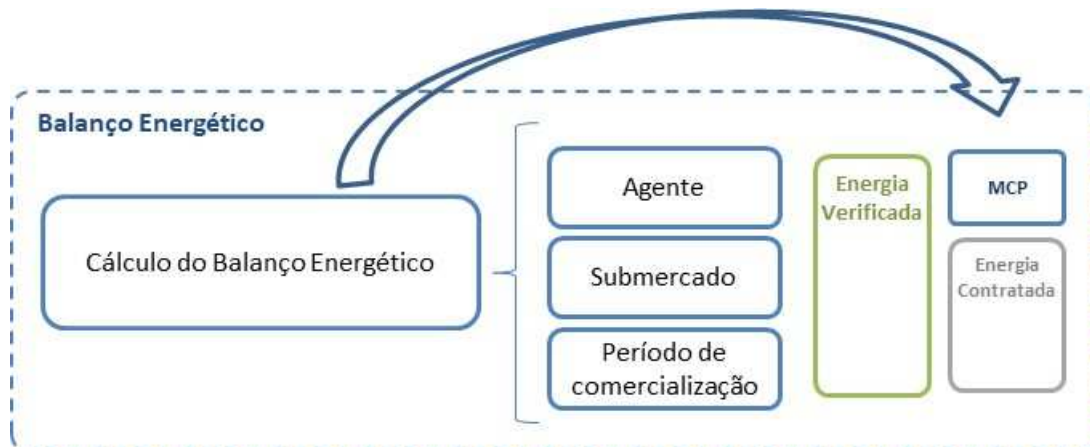 Balanço Energético
Cálculo do Balanço Energético
Agente
Submercado
Período de
comercialização
Energia
Verificada
MCP
Energia
Contratada